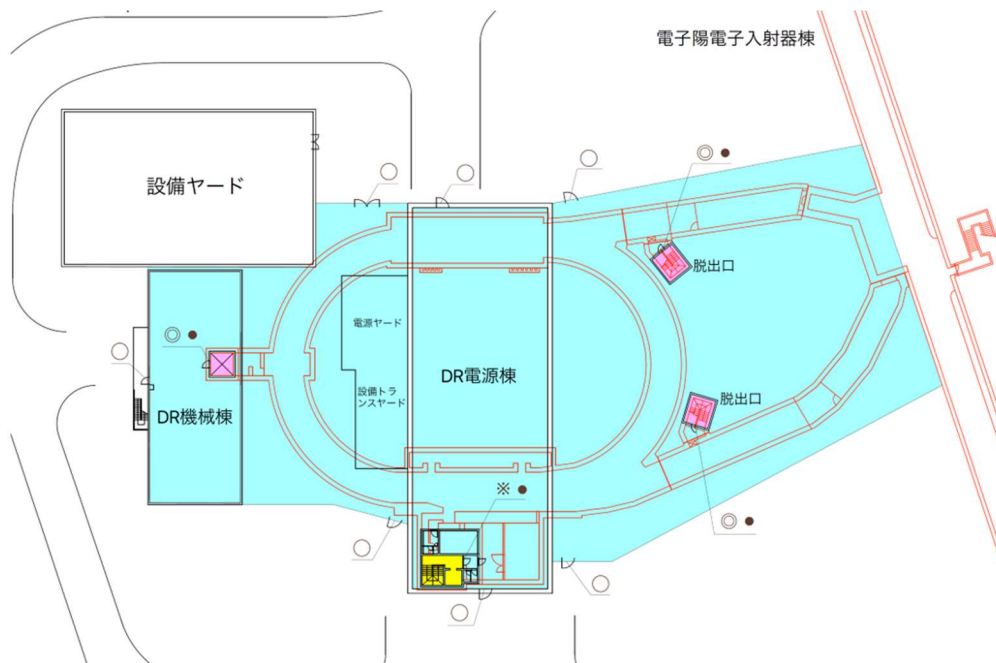 電子陽電子入射器棟
設備ヤード
◎ ●
脱出口
電源ヤード
◎ ●
DR電源棟
設備トラ
ンスヤード
脱出口
DR機械棟
※ ●
◎ ●